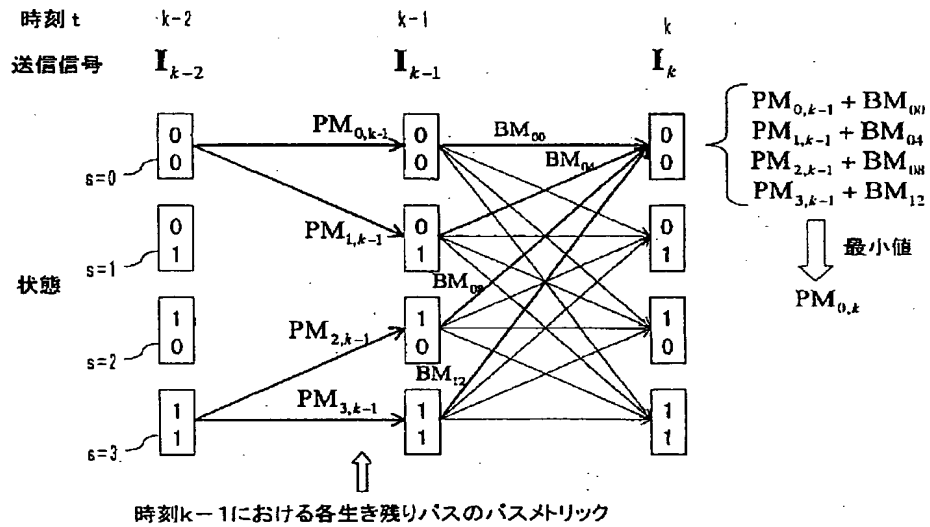 時刻 t k-2 k-1 k
送信信号 I_{k-2} I_{k-1} I_k
0 0 s=0
0 1 s=1
1 0 s=2
1 1 s=3
状態
PM_{0,k-1}
PM_{1,k-1}
PM_{2,k-1}
PM_{3,k-1}
0 0
0 1
1 0
1 1
BM_{00}
BM_{04}
BM_{08}
BM_{12}
0 0
0 1
1 0
1 1
PM_{0,k-1} + BM_{00}
PM_{1,k-1} + BM_{04}
PM_{2,k-1} + BM_{08}
PM_{3,k-1} + BM_{12}
最小値
PM_{0,k}
時刻k-1における各生き残りパスのパスメトリック